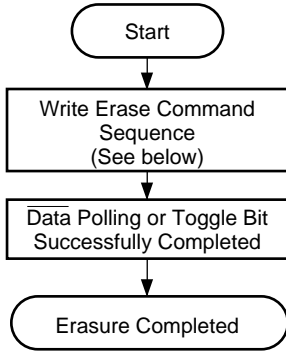 Start
Write Erase Command
Sequence
(See below)
Data Polling or Toggle Bit
Successfully Completed
Erasure Completed